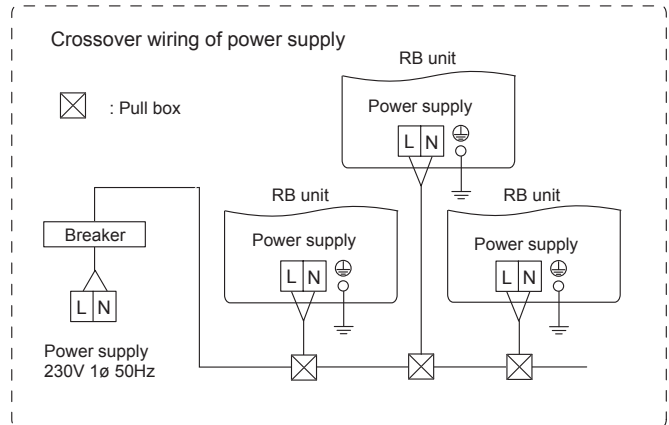 Crossover wiring of power supply
: Pull box
RB unit
Power supply
L N
RB unit
Power supply
L N
RB unit
Power supply
L N
Breaker
L N
Power supply
230V 1ø 50Hz